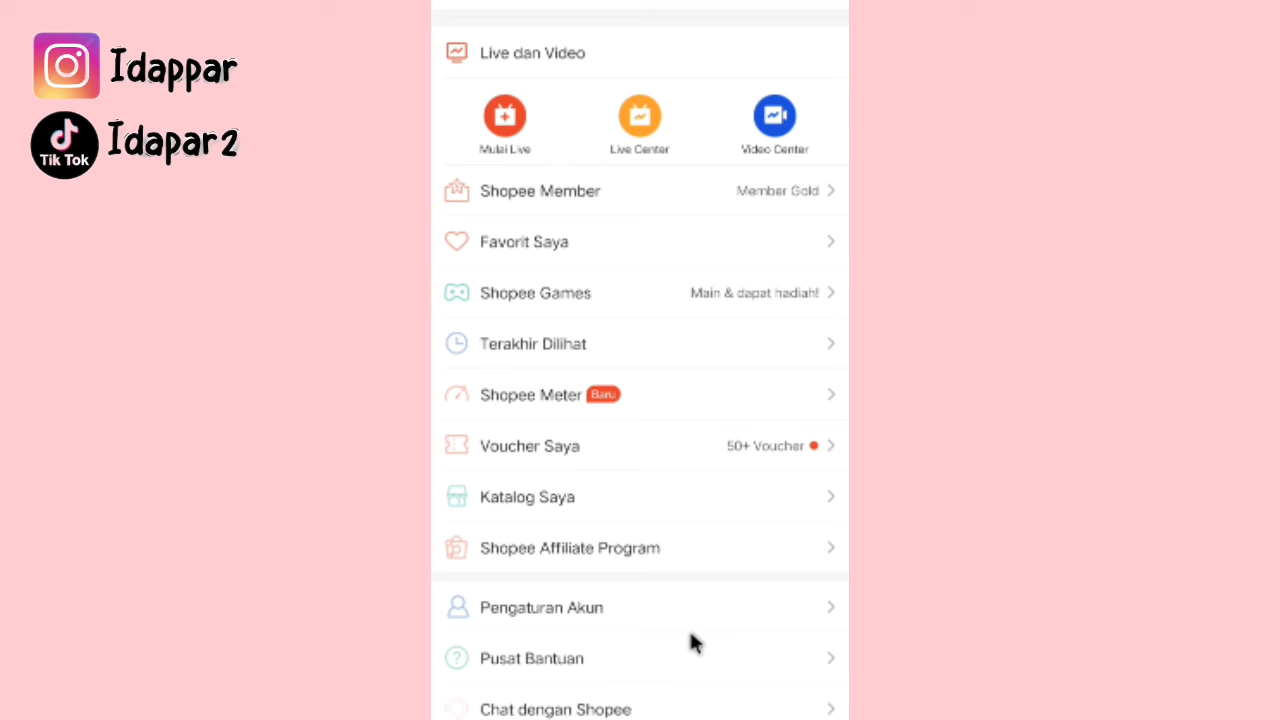 Idappar
Tik Tok
Idapar2
Live dan Video
Mulai Live
Live Center
Video Center
Shopee Member
Member Gold
Favorit Saya
Shopee Games
Main & dapat hadiah!
Terakhir Dilihat
Shopee Meter Baru
Voucher Saya
50+ Voucher
Katalog Saya
Shopee Affiliate Program
Pengaturan Akun
Pusat Bantuan
Chat dengan Shopee